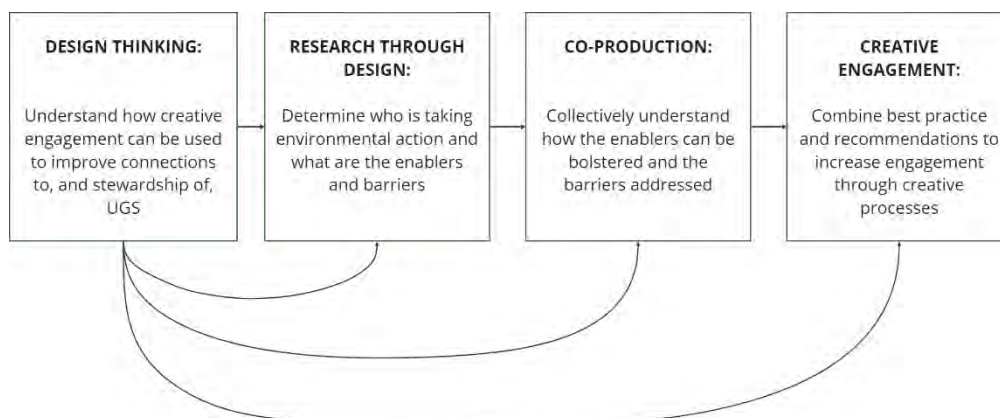 DESIGN THINKING:
Understand how creative
engagement can be used
to improve connections
to, and stewardship of,
UGS
RESEARCH THROUGH
DESIGN:
Determine who is taking
environmental action and
what are the enablers
and barriers
CO-PRODUCTION:
Collectively understand
how the enablers can be
bolstered and the
barriers addressed
CREATIVE
ENGAGEMENT:
Combine best practice
and recommendations to
increase engagement
through creative
processes